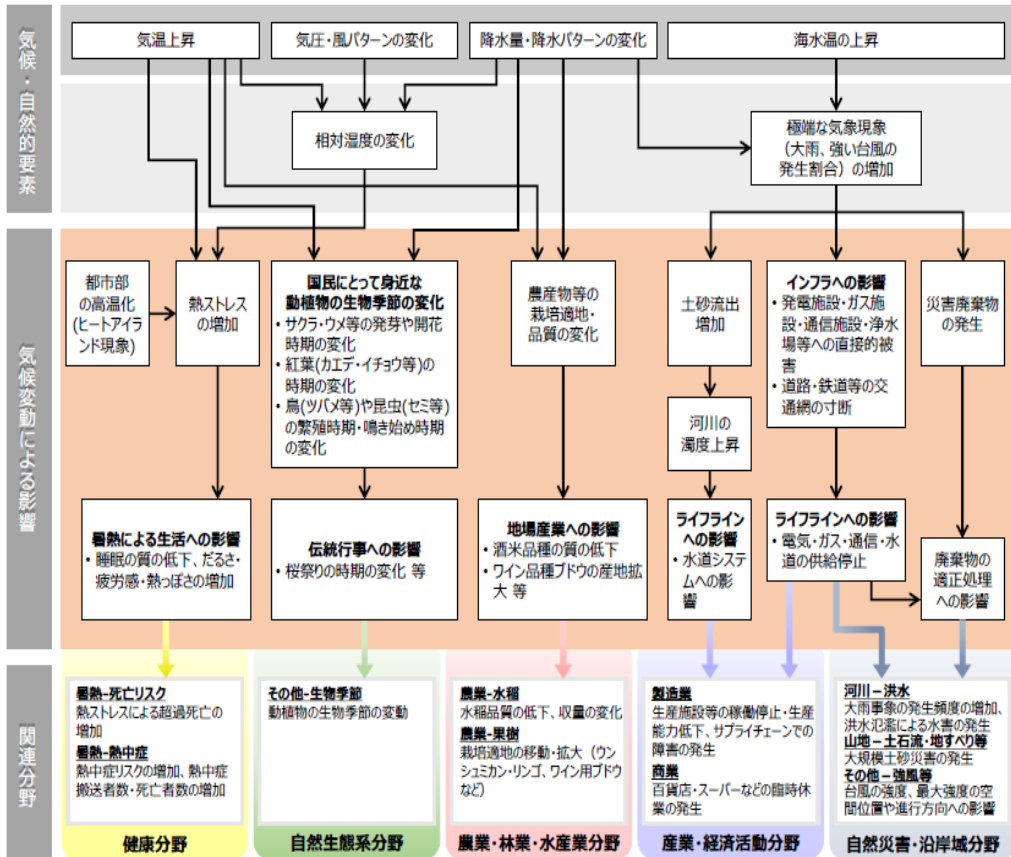 気候・自然的要素
気温上昇
気圧・風パターンの変化
降水量・降水パターンの変化
海水温の上昇
相対湿度の変化
極端な気象現象
（大雨、強い台風の
発生割合）の増加
気候変動による影響
都市部
の高温化
(ヒートアイラ
ンド現象)
熱ストレス
の増加
国民にとって身近な
動植物の生物季節の変化
• サクラ・ウメ等の発芽や開花
時期の変化
• 紅葉(カエデ・イチョウ等)の
時期の変化
• 鳥(ツバメ等)や昆虫(セミ等)
の繁殖時期・鳴き始め時期
の変化
農産物等の
栽培適地・
品質の変化
土砂流出
増加
インフラへの影響
• 発電施設・ガス施
設・通信施設・浄水
場等への直接的被
害
• 道路・鉄道等の交
通網の寸断
災害廃棄物
の発生
河川の
濁度上昇
暑熱による生活への影響
• 睡眠の質の低下、だるさ・
疲労感・熱っぽさの増加
伝統行事への影響
• 桜祭りの時期の変化 等
地場産業への影響
• 酒米品種の質の低下
• ワイン品種ブドウの産地拡
大 等
ライフライン
への影響
• 水道システ
ムへの影
響
ライフラインへの影響
• 電気・ガス・通信・水
道の供給停止
廃棄物の
適正処理
への影響
関連分野
暑熱-死亡リスク
熱ストレスによる超過死亡の
増加
暑熱-熱中症
熱中症リスクの増加、熱中症
搬送者数・死亡者数の増加
健康分野
その他-生物季節
動植物の生物季節の変動
自然生態系分野
農業-水稲
水稲品質の低下、収量の変化
農業-果樹
栽培適地の移動・拡大（ウン
シュミカン・リンゴ、ワイン用ブドウ
など）
農業・林業・水産業分野
製造業
生産施設等の稼働停止・生産
能力低下、サプライチェーンでの
障害の発生
商業
百貨店・スーパーなどの臨時休
業の発生
産業・経済活動分野
河川－洪水
大雨事象の発生頻度の増加、
洪水氾濫による水害の発生
山地－土石流・地すべり等
大規模土砂災害の発生
その他－強風等
台風の強度、最大強度の空
間位置や進行方向への影響
自然災害・沿岸域分野